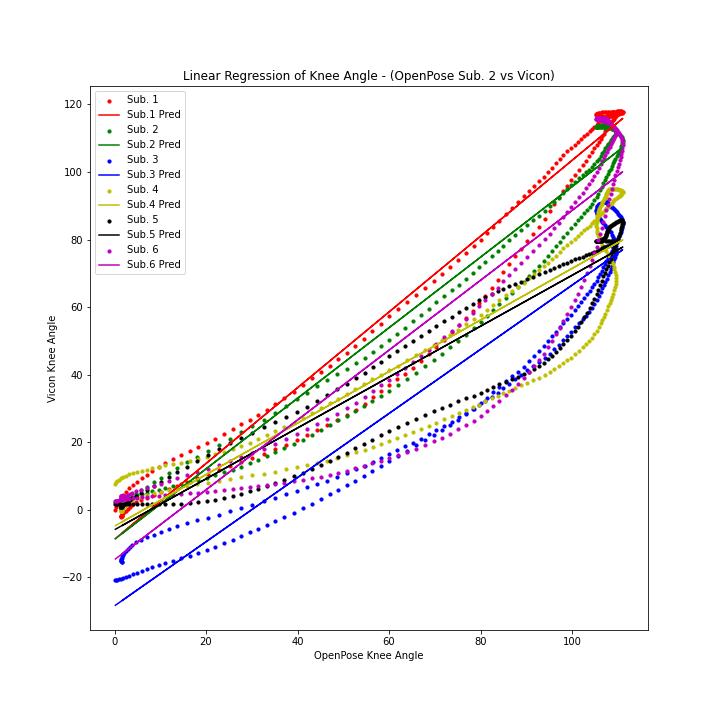 Linear Regression of Knee Angle - (OpenPose Sub. 2 vs Vicon)
Sub. 1
Sub.1 Pred
Sub. 2
Sub.2 Pred
Sub. 3
Sub.3 Pred
Sub. 4
Sub.4 Pred
Sub. 5
Sub.5 Pred
Sub. 6
Sub.6 Pred
Vicon Knee Angle
120
100
80
60
40
20
0
−20
0 20 40 60 80 100
OpenPose Knee Angle